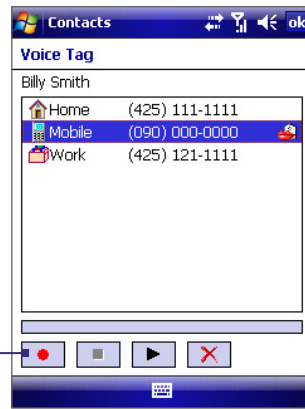 Contacts ok
Voice Tag
Billy Smith
Home (425) 111-1111
Mobile (090) 000-0000
Work (425) 121-1111